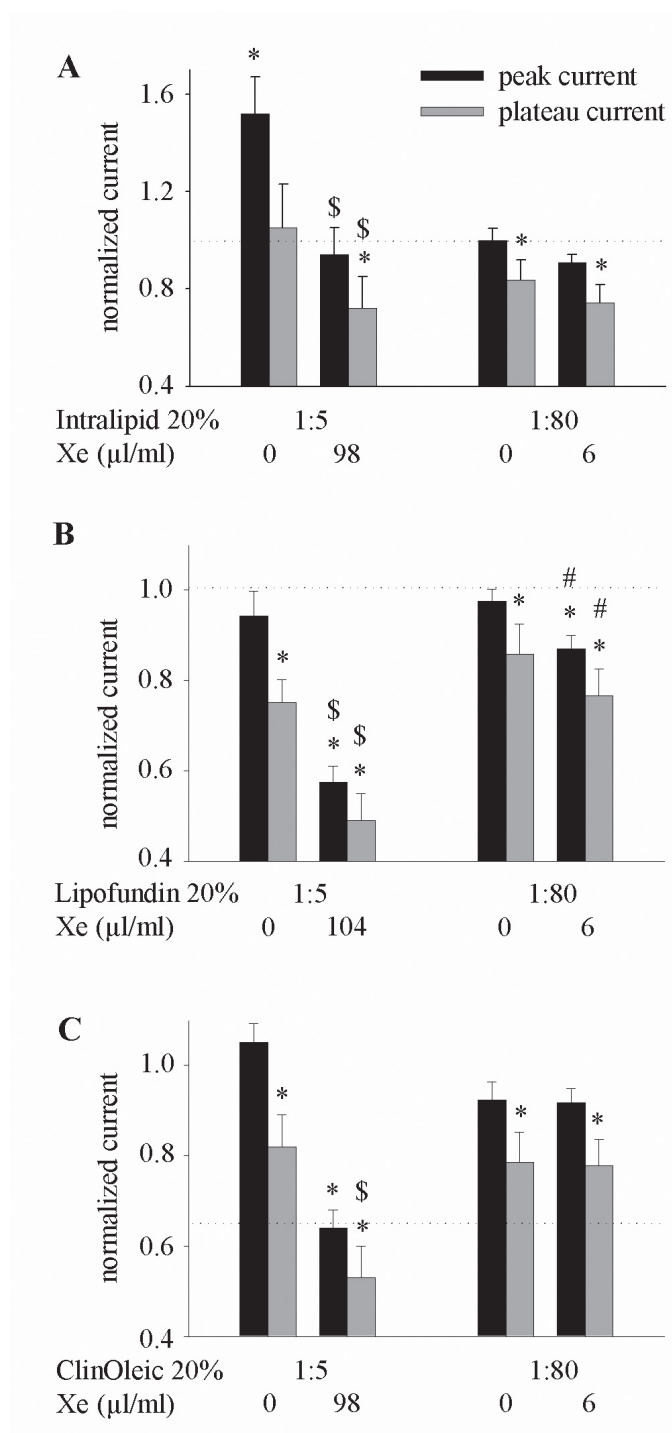 A
*
peak current
plateau current
1.6
1.2
0.8
0.4
normalized current
$
$
*
*
*
Intralipid 20% 1:5 1:80
Xe (µl/ml) 0 98 0 6
B
1.0
0.8
0.6
0.4
normalized current
*
$
*
$
*
*
#
*
#
*
Lipofundin 20% 1:5 1:80
Xe (µl/ml) 0 104 0 6
C
1.0
0.8
0.6
0.4
normalized current
*
*
$
*
*
*
ClinOleic 20% 1:5 1:80
Xe (µl/ml) 0 98 0 6